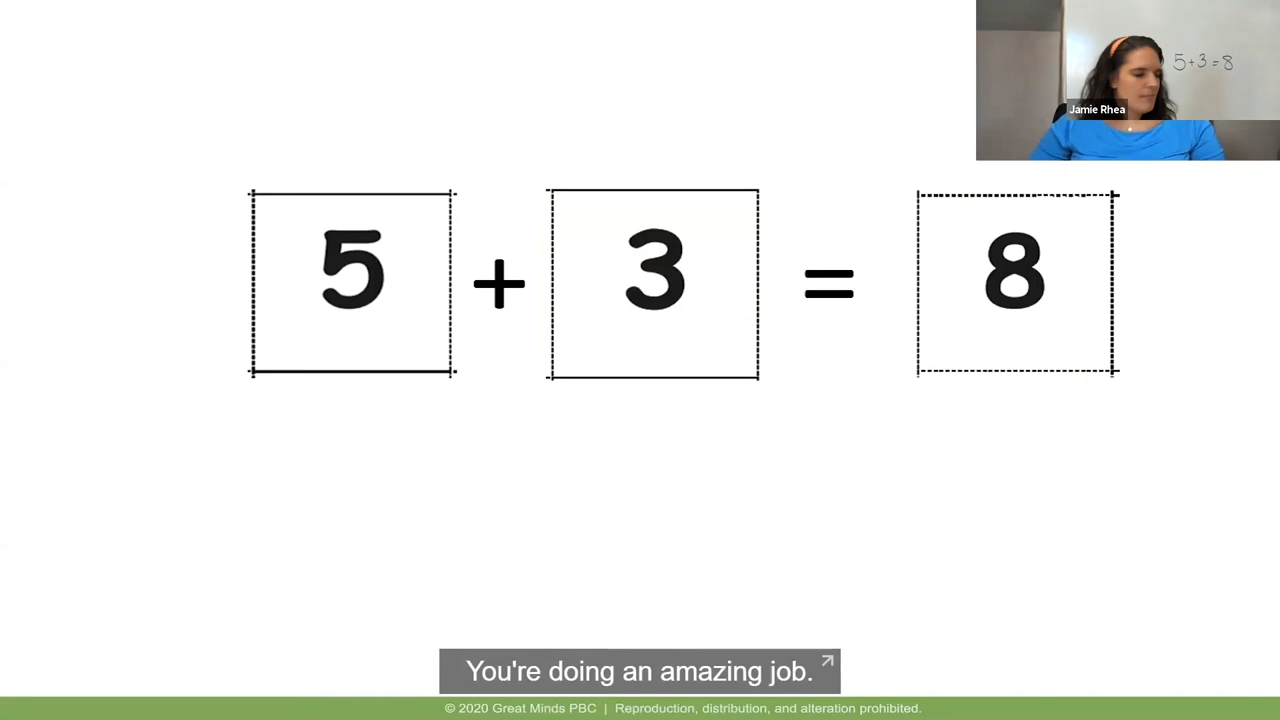 5+3=8
Jamie Rhea
5 + 3 = 8
You're doing an amazing job.
© 2020 Great Minds PBC | Reproduction, distribution, and alteration prohibited.